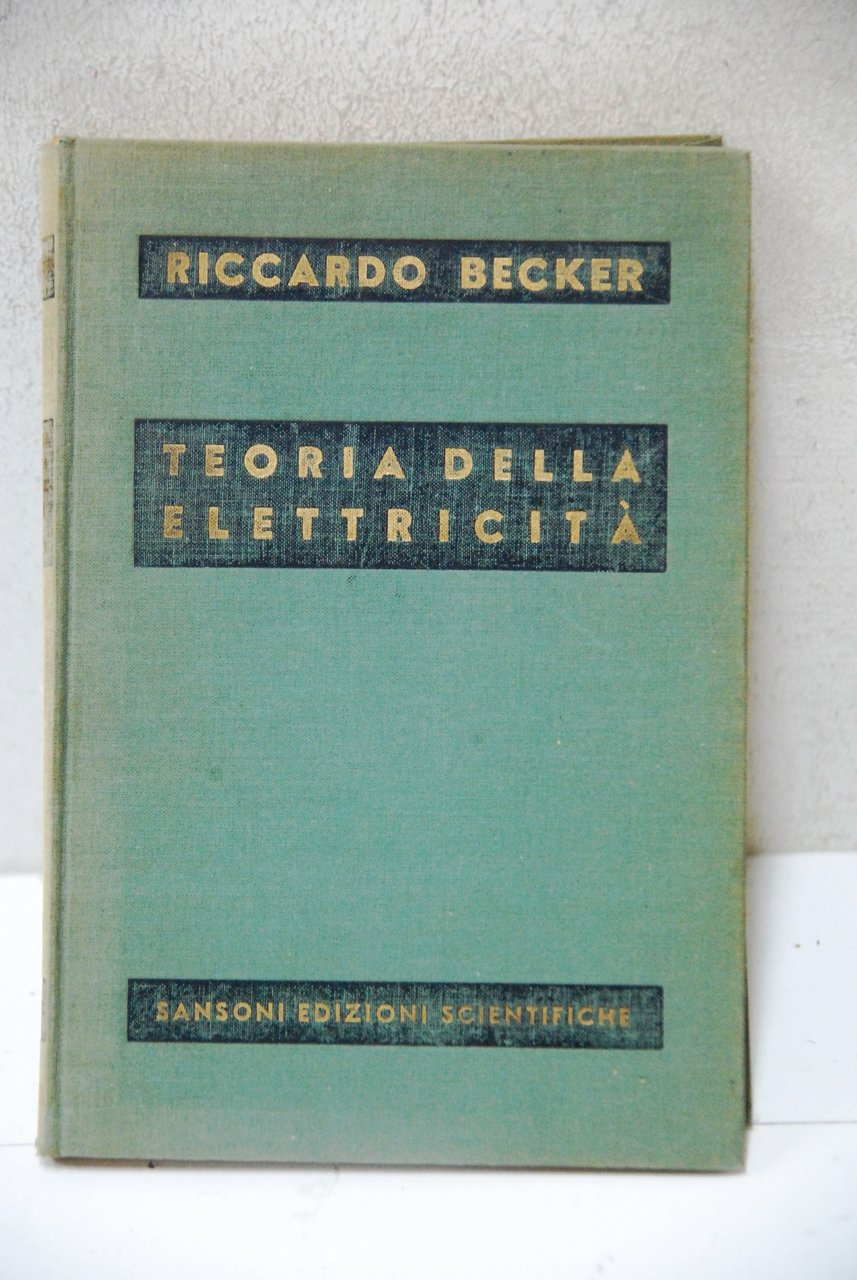 RICCARDO BECKER
TEORIA DELLA
ELETTRICITÀ
SANSONI EDIZIONI SCIENTIFICHE